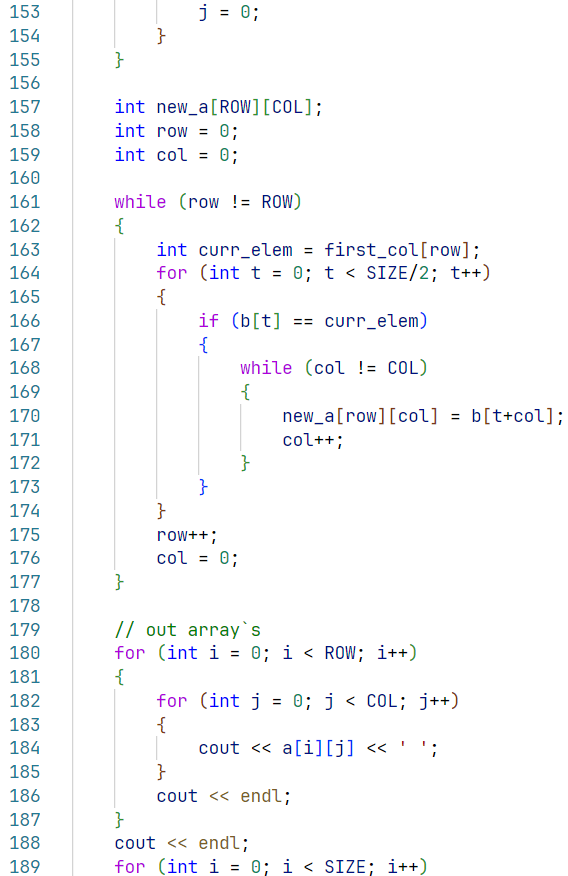 153             j = 0;
154         }
155     }
156
157     int new_a[ROW][COL];
158     int row = 0;
159     int col = 0;
160
161     while (row != ROW)
162     {
163         int curr_elem = first_col[row];
164         for (int t = 0; t < SIZE/2; t++)
165         {
166             if (b[t] == curr_elem)
167             {
168                 while (col != COL)
169                 {
170                     new_a[row][col] = b[t+col];
171                     col++;
172                 }
173             }
174         }
175         row++;
176         col = 0;
177     }
178
179     // out array`s
180     for (int i = 0; i < ROW; i++)
181     {
182         for (int j = 0; j < COL; j++)
183         {
184             cout << a[i][j] << ' ';
185         }
186         cout << endl;
187     }
188     cout << endl;
189     for (int i = 0; i < SIZE; i++)